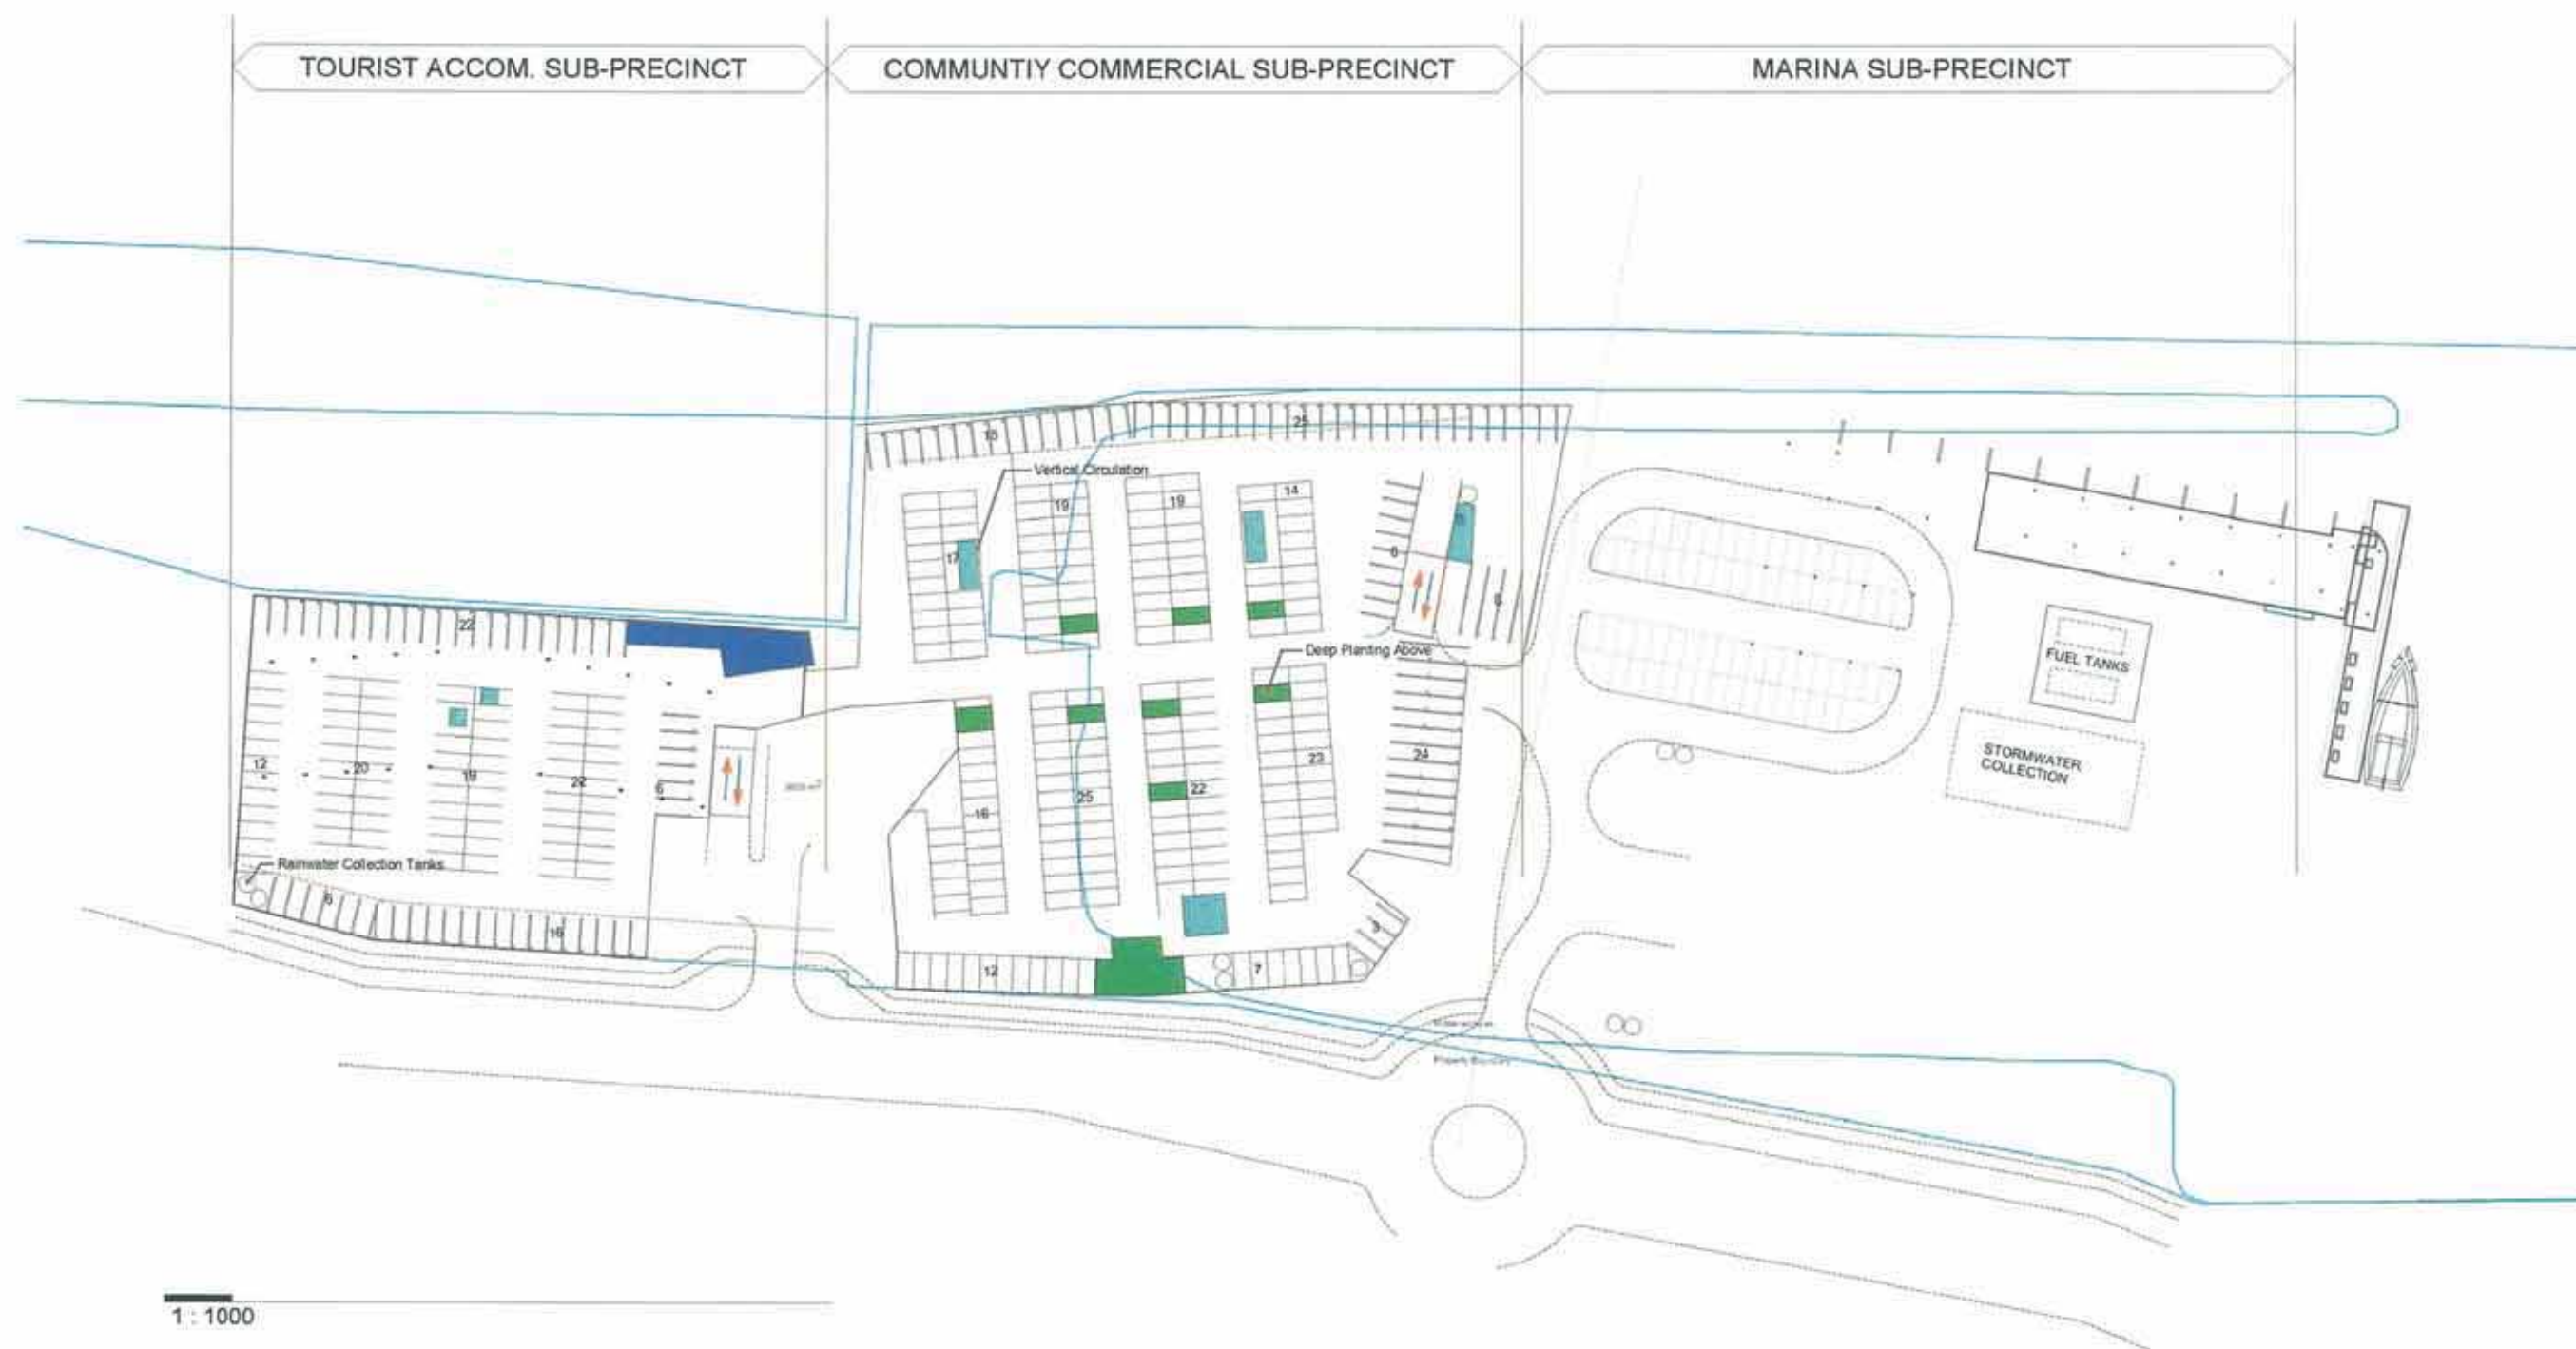 TOURIST ACCOM. SUB-PRECINCT
COMMUNTIY COMMERCIAL SUB-PRECINCT
MARINA SUB-PRECINCT
25
Vertical Circulation
19
19
14
17
6
6
22
Deep Planting Above
FUEL TANKS
STORMWATER
COLLECTION
12
20
19
22
6
16
25
22
23
24
Rainwater Collection Tanks
6
16
12
7
3
1 : 1000